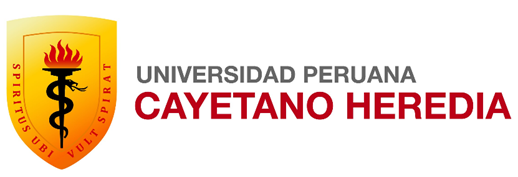 SPIRITUS UBI VULT SPIRAT
UNIVERSIDAD PERUANA
CAYETANO HEREDIA